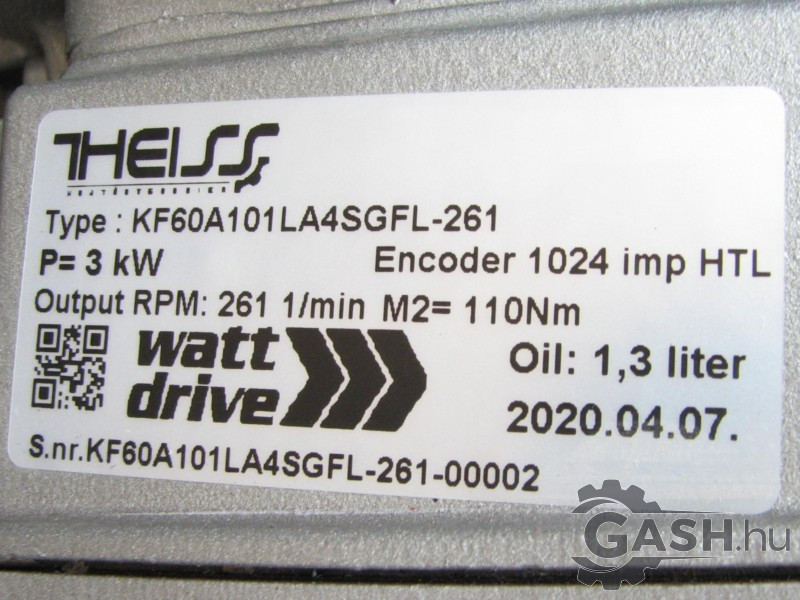 THEISS
HAJTÁSTECHNIKA
Type : KF60A101LA4SGFL-261
P= 3 kW
Encoder 1024 imp HTL
Output RPM: 261 1/min M2= 110Nm
watt
drive
Oil: 1,3 liter
2020.04.07.
S.nr.KF60A101LA4SGFL-261-00002
GASH.hu